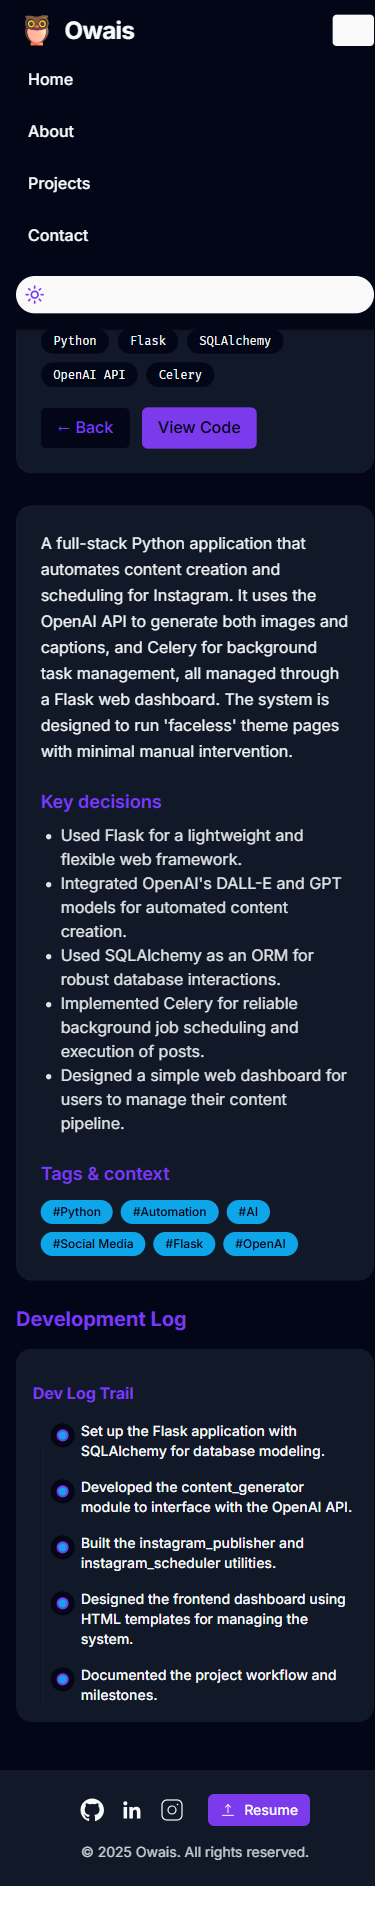 Owais
Home
About
Projects
Contact
Python Flask SQLAlchemy
OpenAI API Celery
← Back View Code
A full-stack Python application that
automates content creation and
scheduling for Instagram. It uses the
OpenAI API to generate both images and
captions, and Celery for background
task management, all managed through
a Flask web dashboard. The system is
designed to run 'faceless' theme pages
with minimal manual intervention.
Key decisions
• Used Flask for a lightweight and
flexible web framework.
• Integrated OpenAI's DALL-E and GPT
models for automated content
creation.
• Used SQLAlchemy as an ORM for
robust database interactions.
• Implemented Celery for reliable
background job scheduling and
execution of posts.
• Designed a simple web dashboard for
users to manage their content
pipeline.
Tags & context
#Python #Automation #AI
#Social Media #Flask #OpenAI
Development Log
Dev Log Trail
Set up the Flask application with
SQLAlchemy for database modeling.
Developed the content_generator
module to interface with the OpenAI API.
Built the instagram_publisher and
instagram_scheduler utilities.
Designed the frontend dashboard using
HTML templates for managing the
system.
Documented the project workflow and
milestones.
in Resume
© 2025 Owais. All rights reserved.